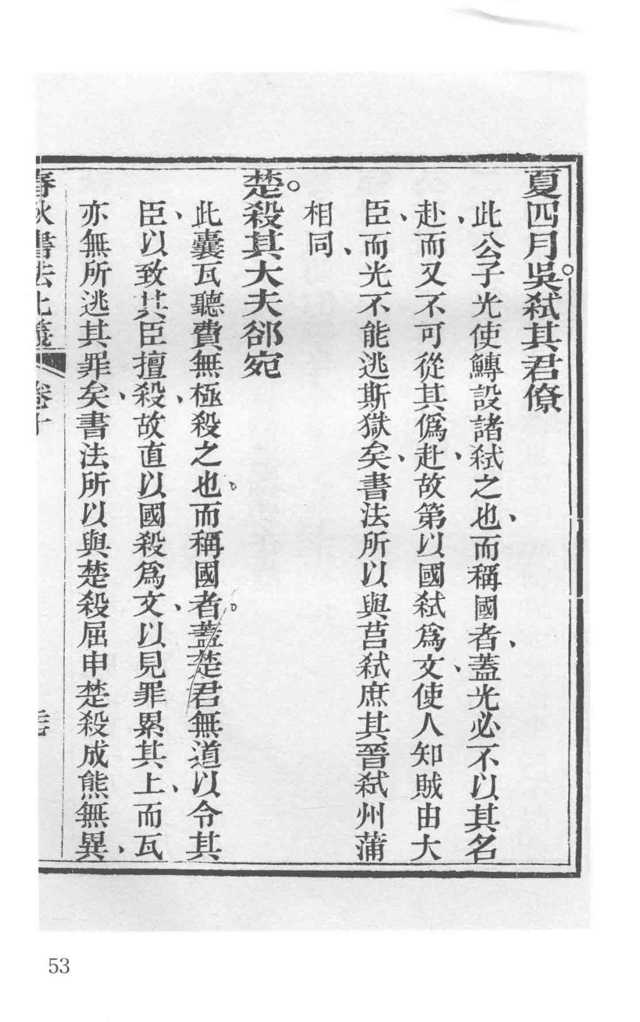 夏四月吳弒其君僚
此公子光使鱄設諸弒之也而稱國者蓋光必不以其名
赴而又不可從其僞赴故第以國弒爲文使人知賊由大
臣而光不能逃斯獄矣書法所以與莒弒庶其晉弒州蒲
相同
楚殺其大夫郤宛
此囊瓦聽費無極殺之也而稱國者蓋楚君無道以令其
臣以致其臣擅殺故直以國殺爲文以見罪累其上而瓦
亦無所逃其罪矣書法所以與楚殺屈申楚殺成熊無異
春秋書法比義 卷十
53